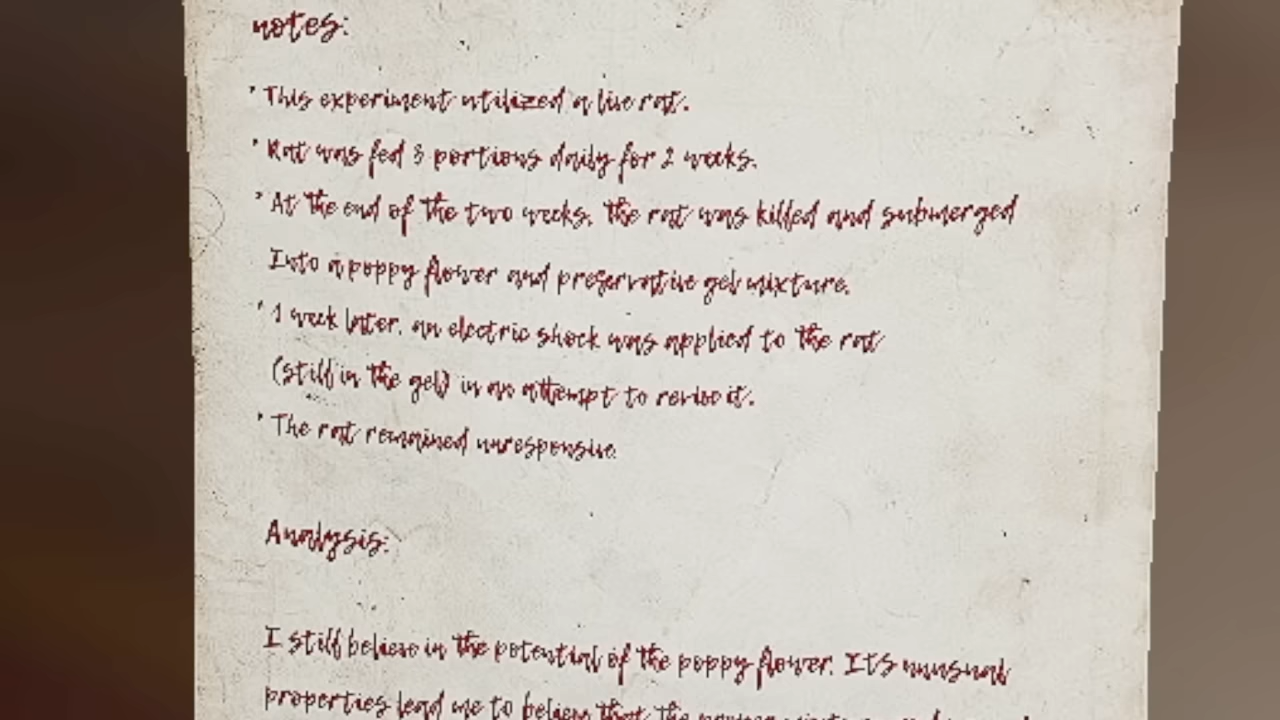 notes:
* This experiment utilized a live rat.
* Rat was fed 3 portions daily for 2 weeks.
* At the end of the two weeks, the rat was killed and submerged
Into a poppy flower and preservative gel mixture.
* 1 week later, an electric shock was applied to the rat
(still in the gel) in an attempt to revive it.
* The rat remained unresponsive.
Analysis:
I still believe in the potential of the poppy flower. Its unusual
properties lead me to believe that the